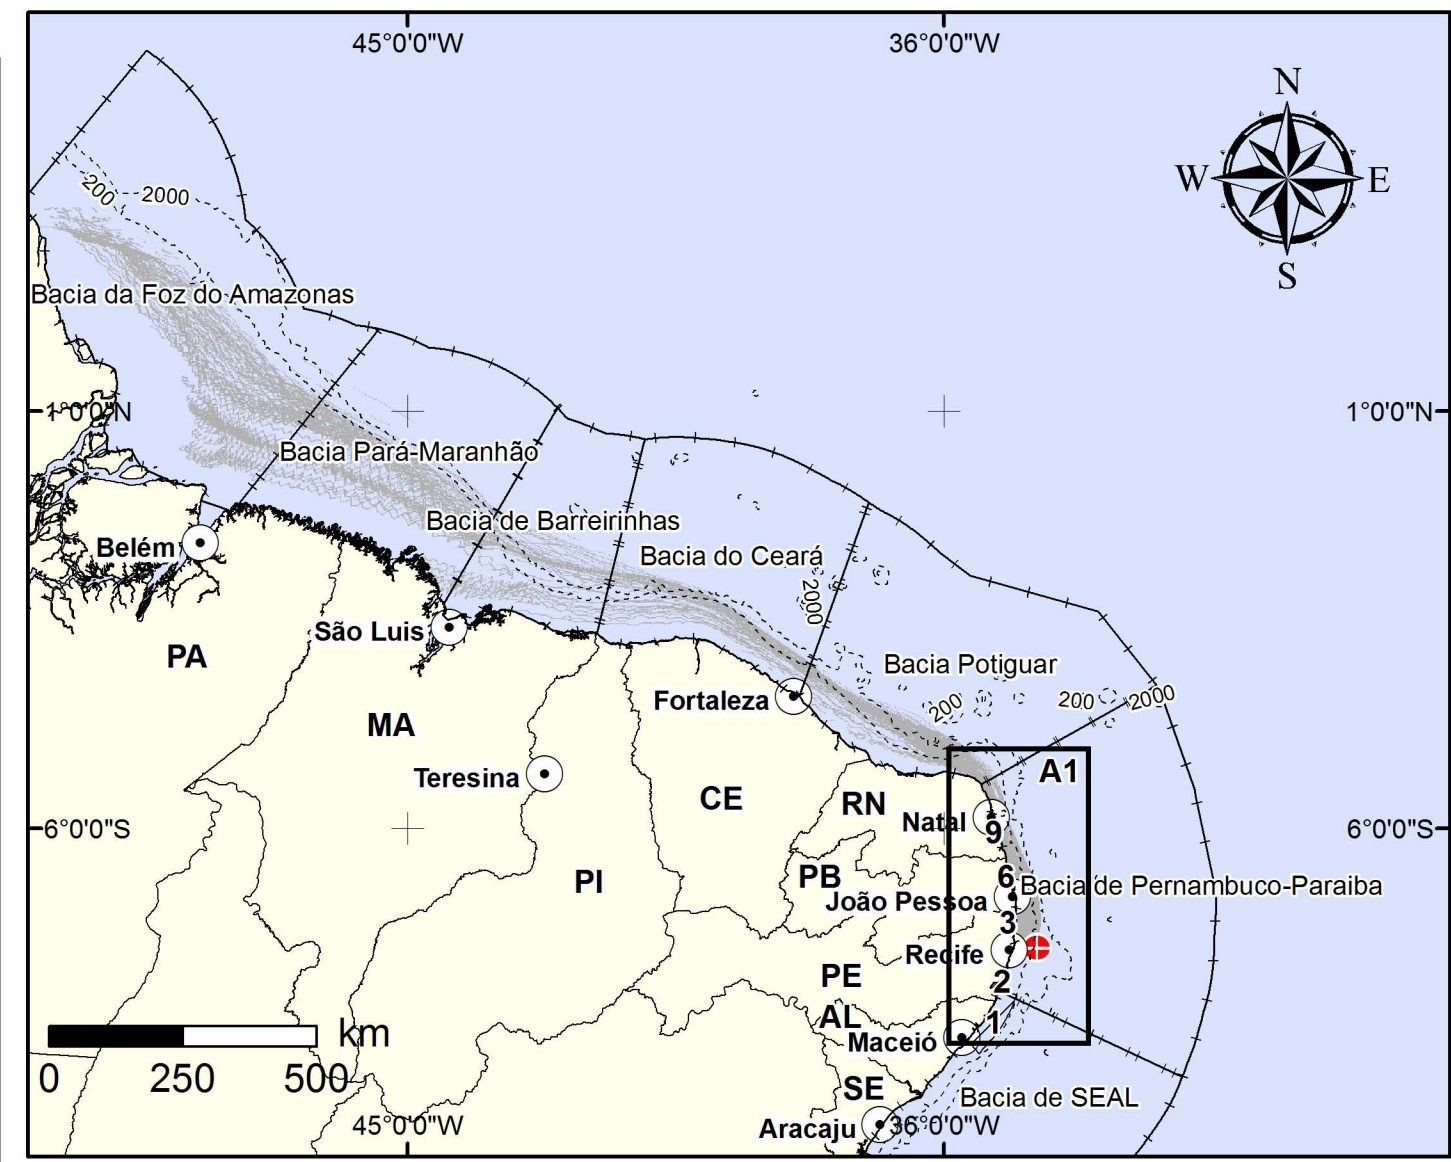 45°0'0"W
36°0'0"W
N
W
E
S
200
2000
Bacia da Foz do Amazonas
1°0'0"N
1°0'0"N
Bacia Pará-Maranhão
Bacia de Barreirinhas
Belém
Bacia do Ceará
2000
São Luis
PA
Bacia Potiguar
Fortaleza
200
200
2000
MA
Teresina
A1
CE
RN
Natal
9
6°0'0"S
6°0'0"S
PI
PB
6
Bacia de Pernambuco-Paraiba
João Pessoa
3
Recife
PE
2
AL
1
km
Maceió
0
250
500
SE
Bacia de SEAL
45°0'0"W
Aracaju
36°0'0"W